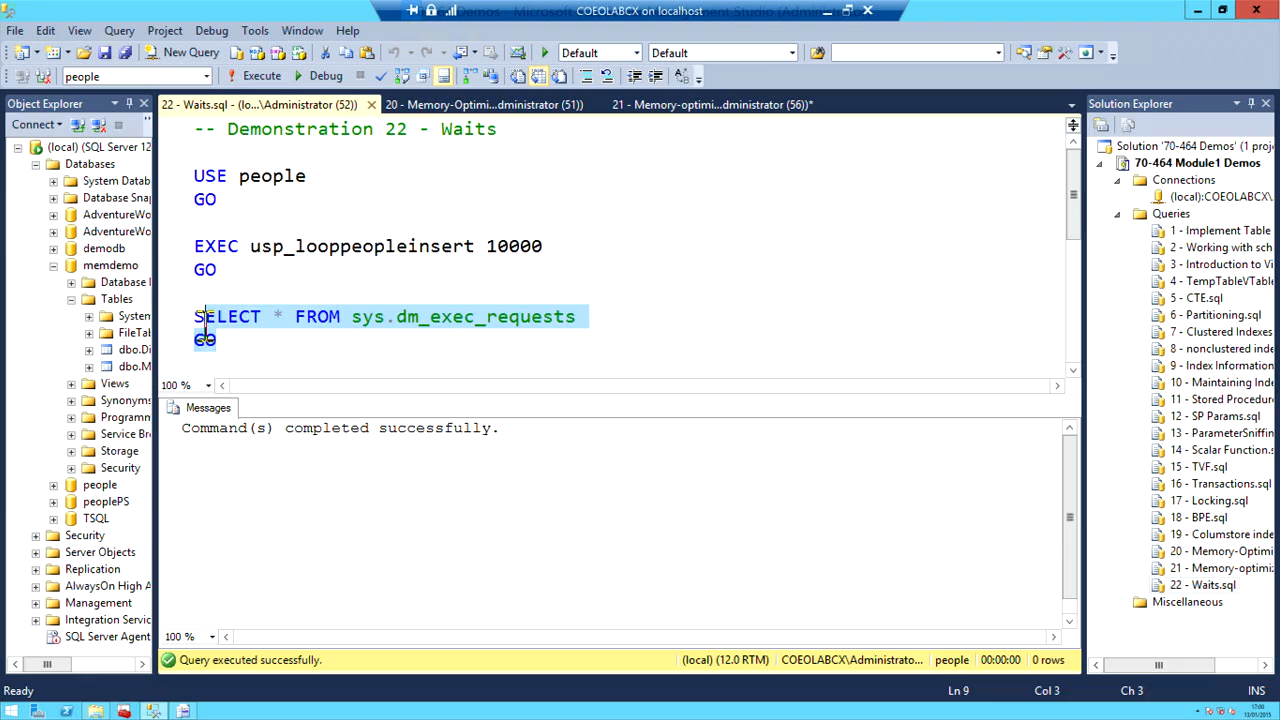 COEOLABCX on localhost
File Edit View Query Project Debug Tools Window Help
New Query Default Default
people Execute Debug
Object Explorer
Connect
(local) (SQL Server 12
Databases
System Datab
Database Snap
AdventureWo
AdventureWo
demodb
memdemo
Database I
Tables
System
FileTab
dbo.Di
dbo.M
Views
Synonyms
Programm
Service Bro
Storage
Security
people
peoplePS
TSQL
Security
Server Objects
Replication
AlwaysOn High A
Management
Integration Servic
SQL Server Agent
22 - Waits.sql - (lo...\Administrator (52))
20 - Memory-Optimi...dministrator (51))
21 - Memory-optimi...dministrator (56))*
-- Demonstration 22 - Waits
USE people
GO
EXEC usp_looppeopleinsert 10000
GO
SELECT * FROM sys.dm_exec_requests
GO
100 %
Messages
Command(s) completed successfully.
100 %
Query executed successfully.
(local) (12.0 RTM)
COEOLABCX\Administrato...
people
00:00:00
0 rows
Solution Explorer
Solution '70-464 Demos' (1 proj
70-464 Module1 Demos
Connections
(local):COEOLABCX\
Queries
1 - Implement Table
2 - Working with sch
3 - Introduction to Vi
4 - TempTableVTable
5 - CTE.sql
6 - Partitioning.sql
7 - Clustered Indexes
8 - nonclustered inde
9 - Index Information
10 - Maintaining Inde
11 - Stored Procedure
12 - SP Params.sql
13 - ParameterSniffin
14 - Scalar Function.s
15 - TVF.sql
16 - Transactions.sql
17 - Locking.sql
18 - BPE.sql
19 - Columstore inde
20 - Memory-Optimi
21 - Memory-optimiz
22 - Waits.sql
Miscellaneous
Ready
Ln 9
Col 3
Ch 3
INS
17:00
13/01/2015